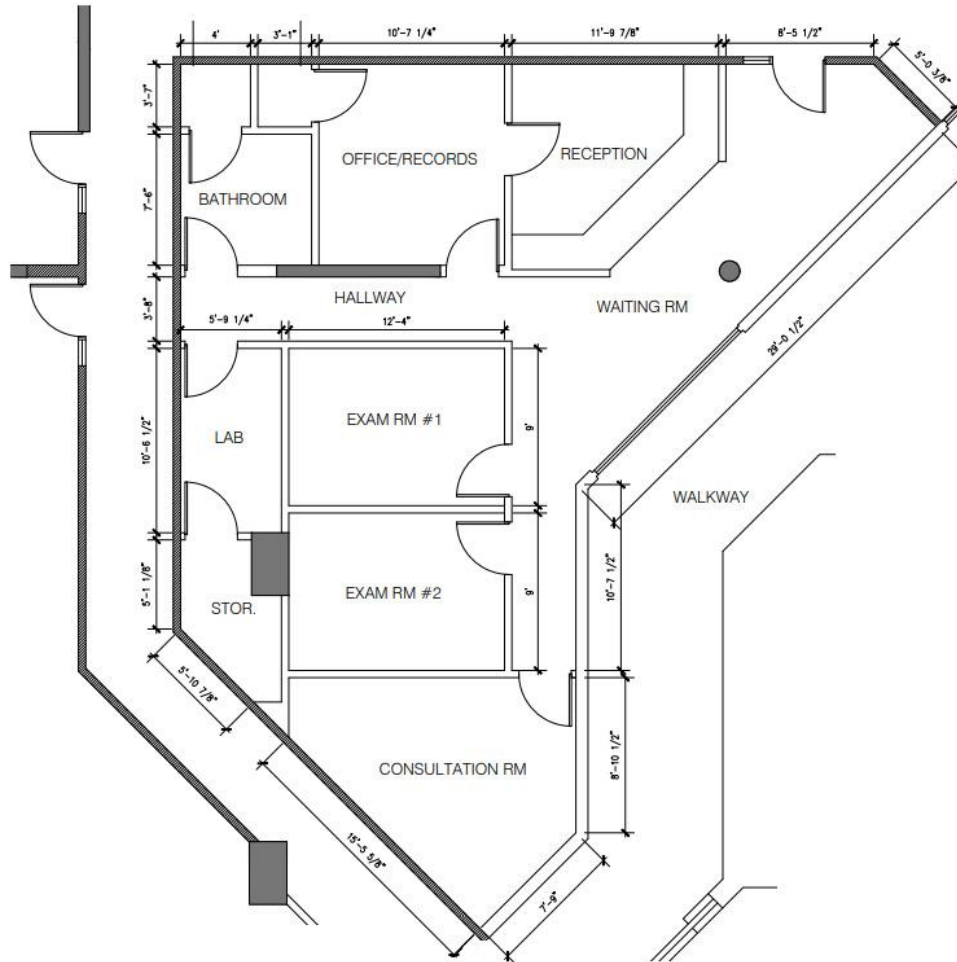 4'
3'-1"
10'-7 1/4"
11'-9 7/8"
8'-5 1/2"
5'-0 3/8"
3'-7"
OFFICE/RECORDS
RECEPTION
7'-6"
BATHROOM
3'-8"
HALLWAY
WAITING RM
5'-9 1/4"
12'-4"
29'-0 1/2"
10'-6 1/2"
LAB
EXAM RM #1
9'
WALKWAY
10'-7 1/2"
5'-1 1/8"
STOR.
EXAM RM #2
9'
5'-10 7/8"
8'-10 1/2"
CONSULTATION RM
15'-5 5/8"
7'-9"